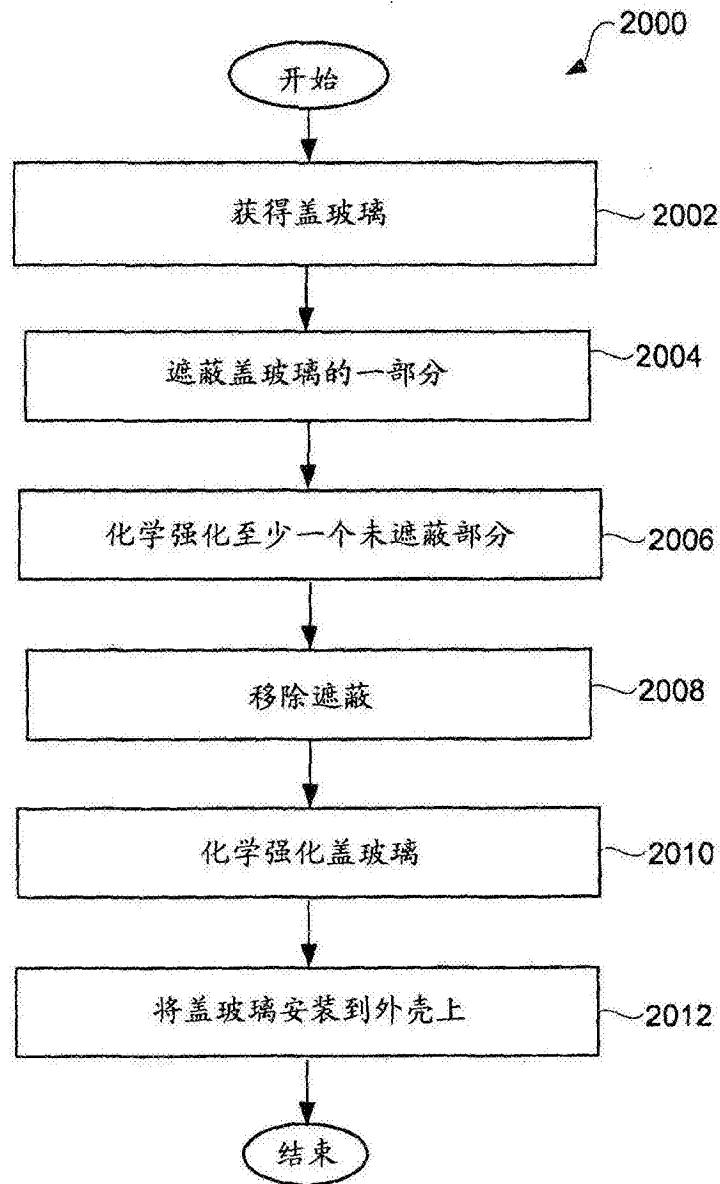 2000
开始
获得盖玻璃
2002
遮蔽盖玻璃的一部分
2004
化学强化至少一个未遮蔽部分
2006
移除遮蔽
2008
化学强化盖玻璃
2010
将盖玻璃安装到外壳上
2012
结束